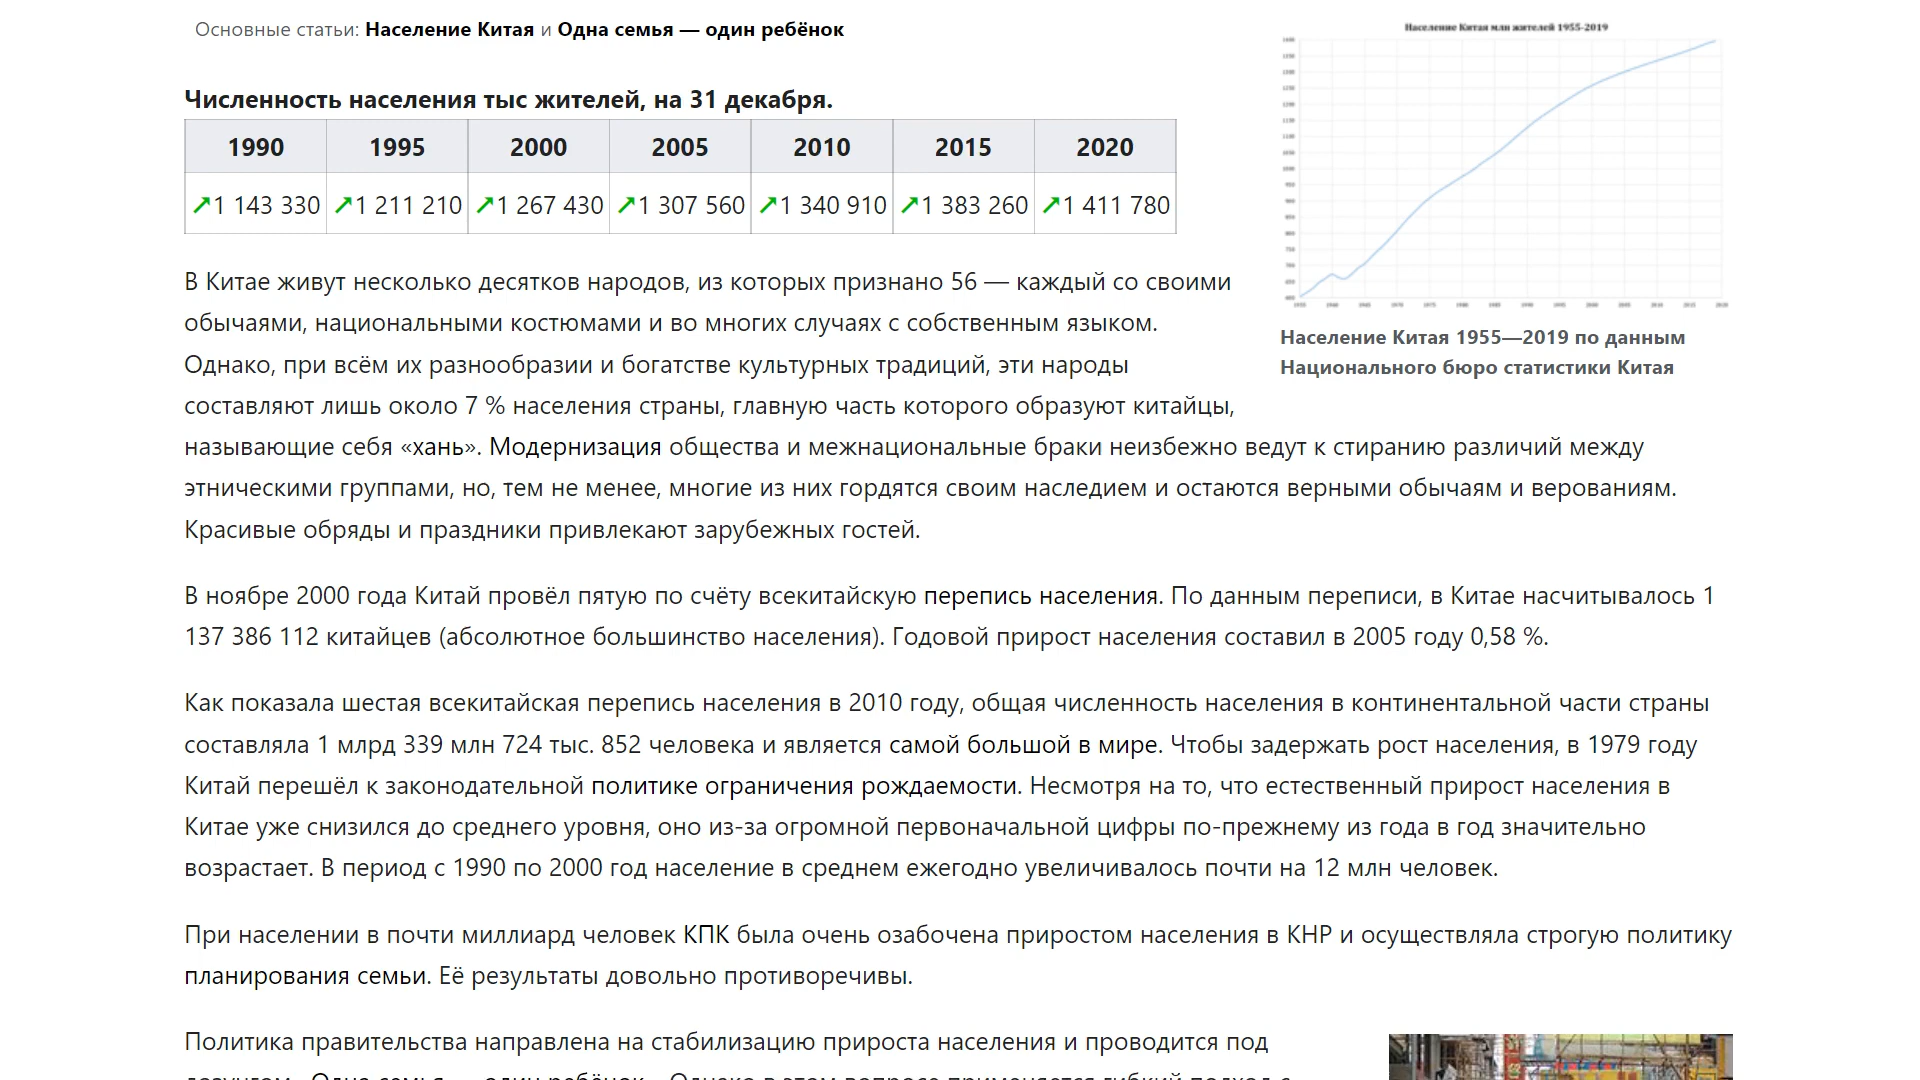 Основные статьи: Население Китая и Одна семья — один ребёнок
Численность населения тыс жителей, на 31 декабря.
1990 1995 2000 2005 2010 2015 2020
↗1 143 330 ↗1 211 210 ↗1 267 430 ↗1 307 560 ↗1 340 910 ↗1 383 260 ↗1 411 780
Население Китая млн жителей 1955-2019
Население Китая 1955—2019 по данным
Национального бюро статистики Китая
В Китае живут несколько десятков народов, из которых признано 56 — каждый со своими
обычаями, национальными костюмами и во многих случаях с собственным языком.
Однако, при всём их разнообразии и богатстве культурных традиций, эти народы
составляют лишь около 7 % населения страны, главную часть которого образуют китайцы,
называющие себя «хань». Модернизация общества и межнациональные браки неизбежно ведут к стиранию различий между
этническими группами, но, тем не менее, многие из них гордятся своим наследием и остаются верными обычаям и верованиям.
Красивые обряды и праздники привлекают зарубежных гостей.
В ноябре 2000 года Китай провёл пятую по счёту всекитайскую перепись населения. По данным переписи, в Китае насчитывалось 1
137 386 112 китайцев (абсолютное большинство населения). Годовой прирост населения составил в 2005 году 0,58 %.
Как показала шестая всекитайская перепись населения в 2010 году, общая численность населения в континентальной части страны
составляла 1 млрд 339 млн 724 тыс. 852 человека и является самой большой в мире. Чтобы задержать рост населения, в 1979 году
Китай перешёл к законодательной политике ограничения рождаемости. Несмотря на то, что естественный прирост населения в
Китае уже снизился до среднего уровня, оно из-за огромной первоначальной цифры по-прежнему из года в год значительно
возрастает. В период с 1990 по 2000 год население в среднем ежегодно увеличивалось почти на 12 млн человек.
При населении в почти миллиард человек КПК была очень озабочена приростом населения в КНР и осуществляла строгую политику
планирования семьи. Её результаты довольно противоречивы.
Политика правительства направлена на стабилизацию прироста населения и проводится под